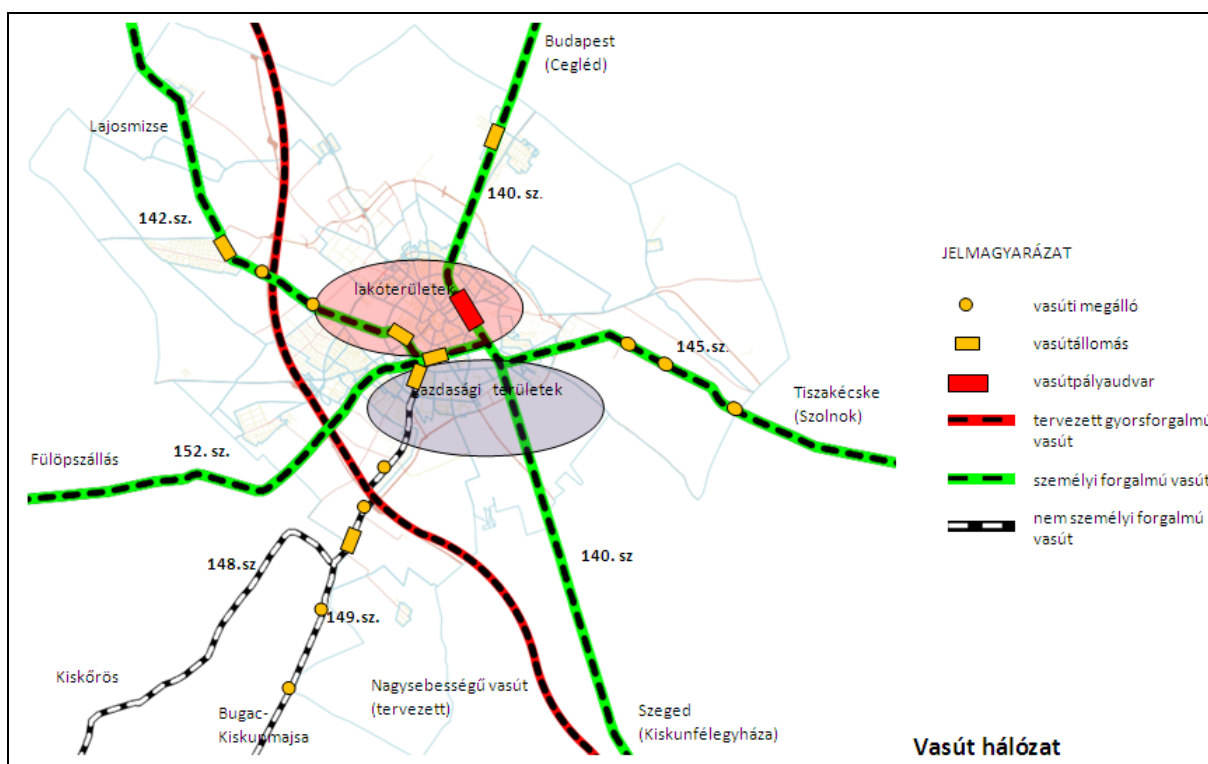 Budapest
(Cegléd)
Lajosmizse
140. sz.
142.sz.
lakóterületek
145.sz.
gazdasági területek
Tiszakécske
(Szolnok)
152. sz.
Fülöpszállás
140. sz
148.sz.
149.sz.
Kiskőrös
Nagysebességű vasút
(tervezett)
Bugac-
Kiskunmajsa
Szeged
(Kiskunfélegyháza)
JELMAGYARÁZAT
vasúti megálló
vasútállomás
vasútpályaudvar
tervezett gyorsforgalmú
vasút
személyi forgalmú vasút
nem személyi forgalmú
vasút
Vasút hálózat